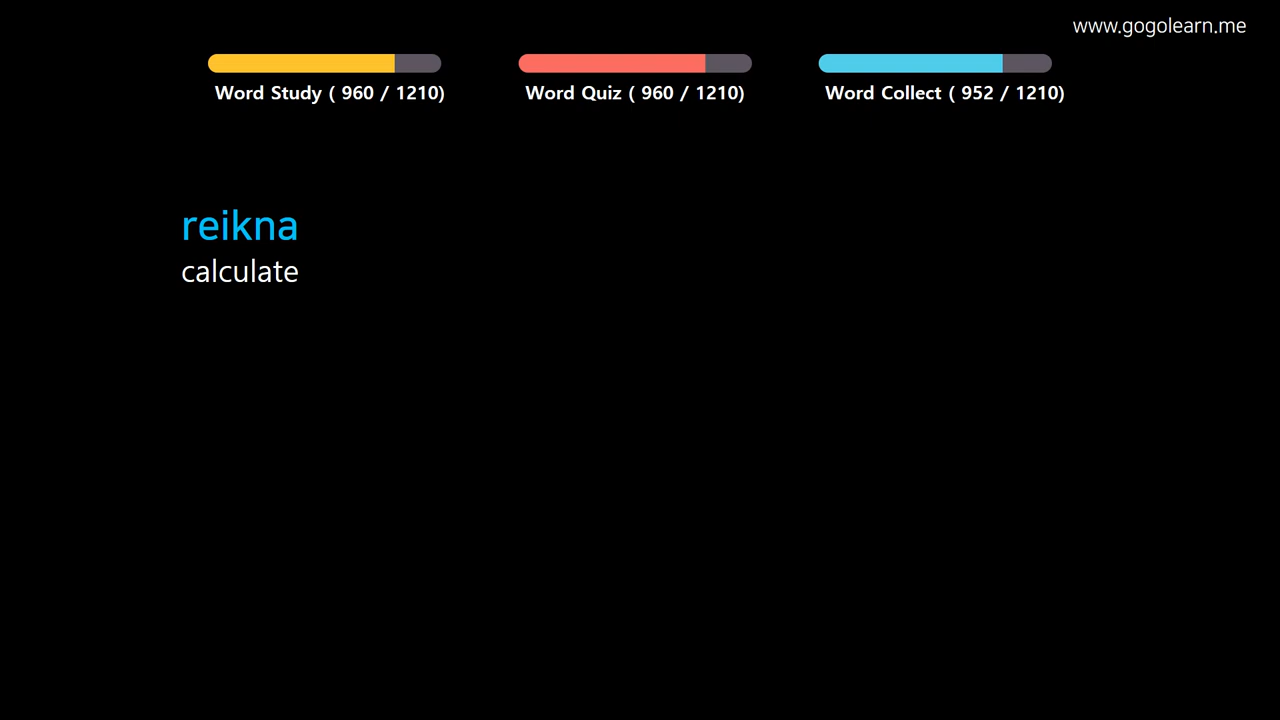 www.gogolearn.me
Word Study ( 960 / 1210)
Word Quiz ( 960 / 1210)
Word Collect ( 952 / 1210)
reikna
calculate